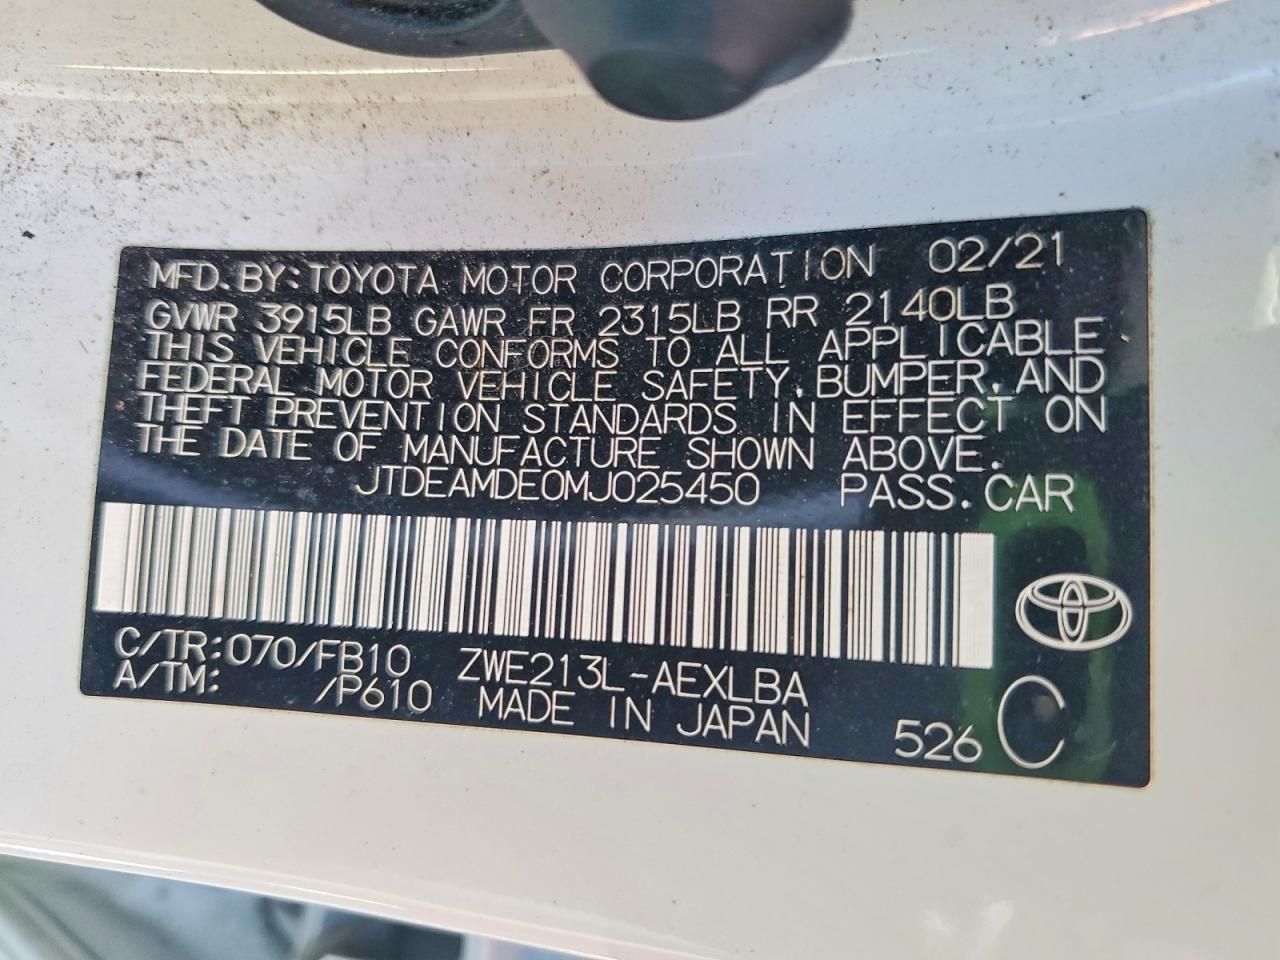 MFD.BY:TOYOTA MOTOR CORPORATION 02/21
GVWR 3915LB GAWR FR 2315LB RR 2140LB
THIS VEHICLE CONFORMS TO ALL APPLICABLE
FEDERAL MOTOR VEHICLE SAFETY,BUMPER,AND
THEFT PREVENTION STANDARDS IN EFFECT ON
THE DATE OF MANUFACTURE SHOWN ABOVE.
JTDEAMDE0MJ025450 PASS.CAR
C/TR:070/FB10 ZWE213L-AEXLBA
A/TM: /P610 MADE IN JAPAN 526 C